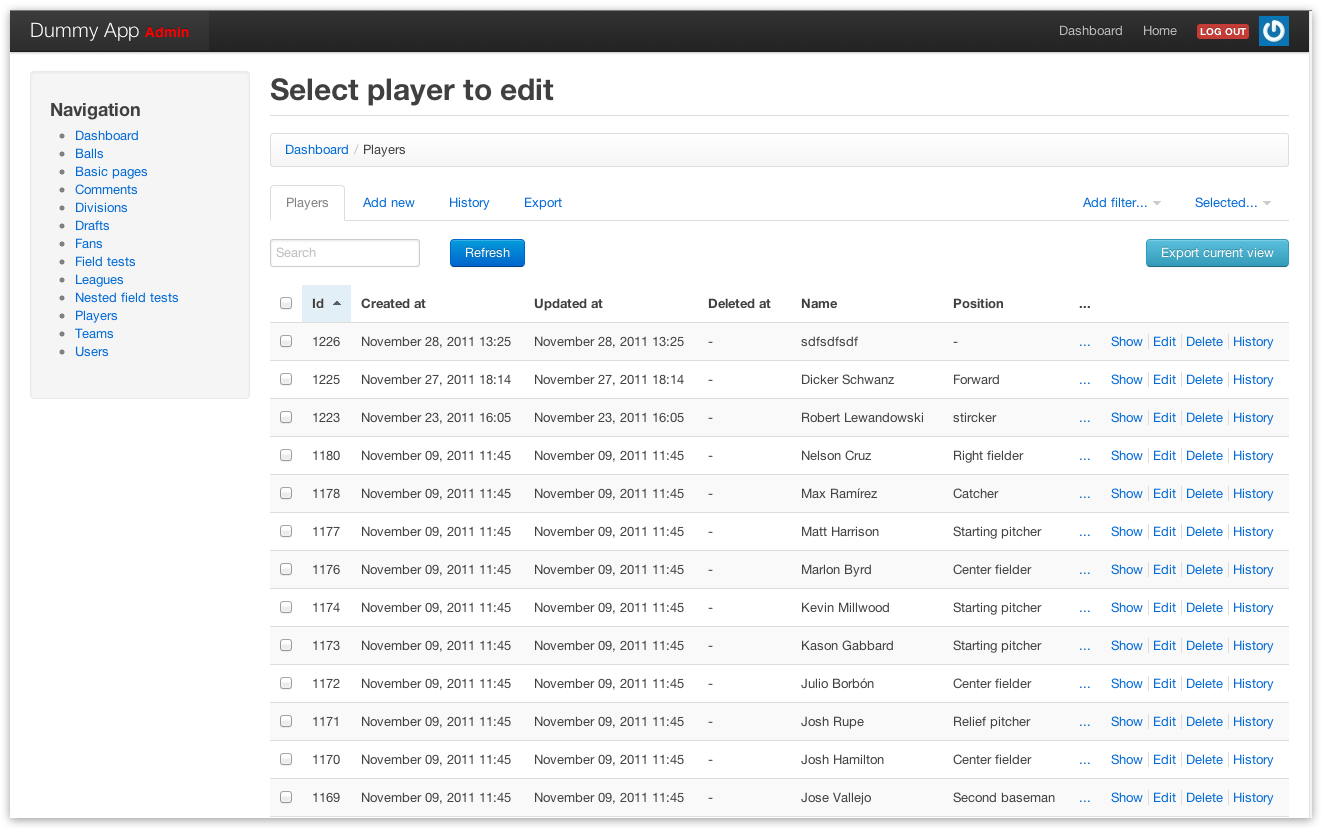 Dummy App Admin Dashboard Home LOG OUT
Select player to edit
Navigation
Dashboard
Balls
Basic pages
Comments
Divisions
Drafts
Fans
Field tests
Leagues
Nested field tests
Players
Teams
Users
Dashboard / Players
Players Add new History Export Add filter... Selected...
Search Refresh Export current view
Id Created at Updated at Deleted at Name Position ...
1226 November 28, 2011 13:25 November 28, 2011 13:25 - sdfsdfsdf - ... Show Edit Delete History
1225 November 27, 2011 18:14 November 27, 2011 18:14 - Dicker Schwanz Forward ... Show Edit Delete History
1223 November 23, 2011 16:05 November 23, 2011 16:05 - Robert Lewandowski stircker ... Show Edit Delete History
1180 November 09, 2011 11:45 November 09, 2011 11:45 - Nelson Cruz Right fielder ... Show Edit Delete History
1178 November 09, 2011 11:45 November 09, 2011 11:45 - Max Ramírez Catcher ... Show Edit Delete History
1177 November 09, 2011 11:45 November 09, 2011 11:45 - Matt Harrison Starting pitcher ... Show Edit Delete History
1176 November 09, 2011 11:45 November 09, 2011 11:45 - Marlon Byrd Center fielder ... Show Edit Delete History
1174 November 09, 2011 11:45 November 09, 2011 11:45 - Kevin Millwood Starting pitcher ... Show Edit Delete History
1173 November 09, 2011 11:45 November 09, 2011 11:45 - Kason Gabbard Starting pitcher ... Show Edit Delete History
1172 November 09, 2011 11:45 November 09, 2011 11:45 - Julio Borbón Center fielder ... Show Edit Delete History
1171 November 09, 2011 11:45 November 09, 2011 11:45 - Josh Rupe Relief pitcher ... Show Edit Delete History
1170 November 09, 2011 11:45 November 09, 2011 11:45 - Josh Hamilton Center fielder ... Show Edit Delete History
1169 November 09, 2011 11:45 November 09, 2011 11:45 - Jose Vallejo Second baseman ... Show Edit Delete History